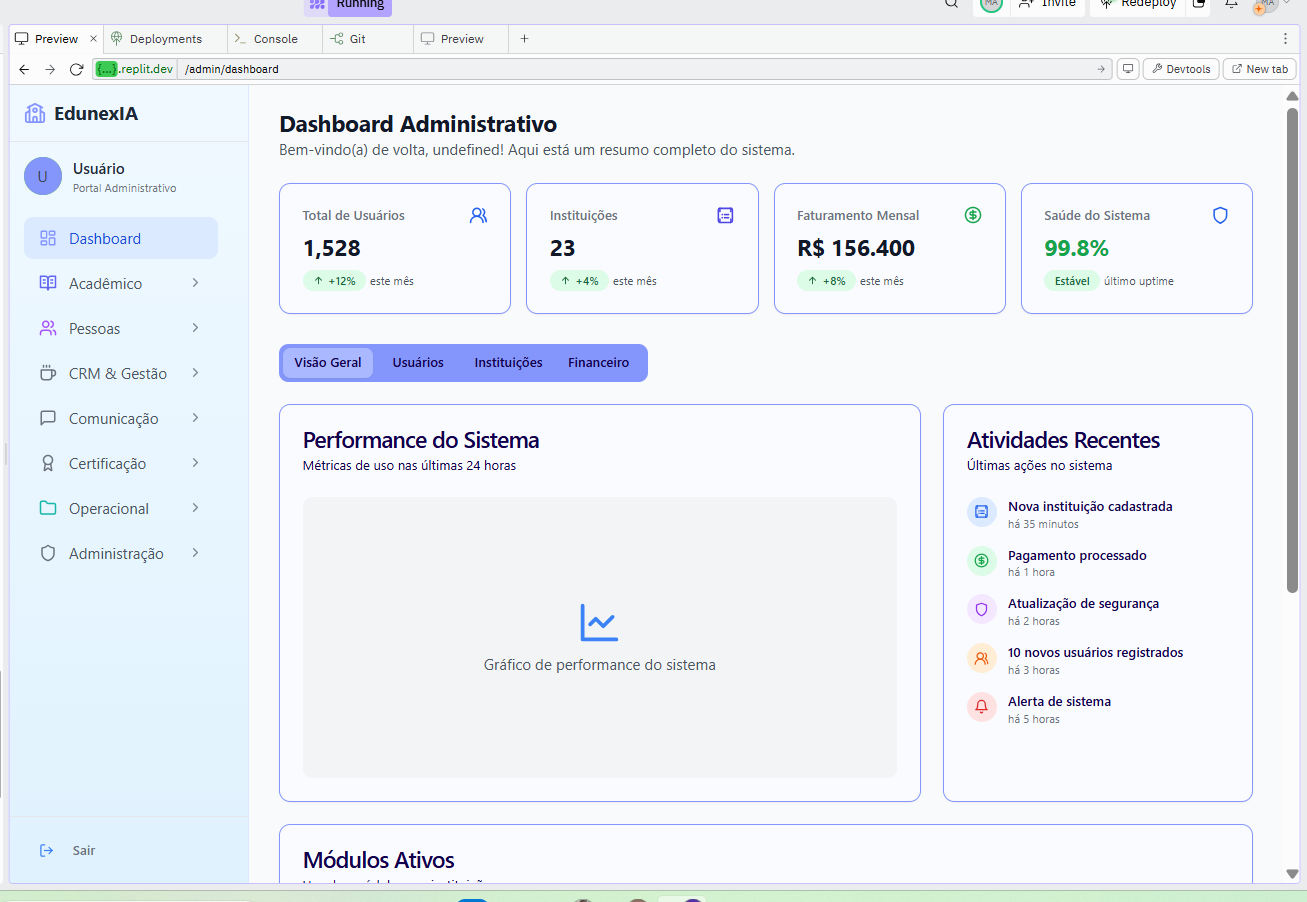 Running
MA
Invite
Redeploy
MA
Preview
Deployments
Console
Git
Preview
{...}.replit.dev
/admin/dashboard
Devtools
New tab
EdunexIA
U
Usuário
Portal Administrativo
Dashboard
Acadêmico
Pessoas
CRM & Gestão
Comunicação
Certificação
Operacional
Administração
Sair
Dashboard Administrativo
Bem-vindo(a) de volta, undefined! Aqui está um resumo completo do sistema.
Total de Usuários
1,528
+12% este mês
Instituições
23
+4% este mês
Faturamento Mensal
R$ 156.400
+8% este mês
Saúde do Sistema
99.8%
Estável último uptime
Visão Geral
Usuários
Instituições
Financeiro
Performance do Sistema
Métricas de uso nas últimas 24 horas
Gráfico de performance do sistema
Atividades Recentes
Últimas ações no sistema
Nova instituição cadastrada
há 35 minutos
Pagamento processado
há 1 hora
Atualização de segurança
há 2 horas
10 novos usuários registrados
há 3 horas
Alerta de sistema
há 5 horas
Módulos Ativos